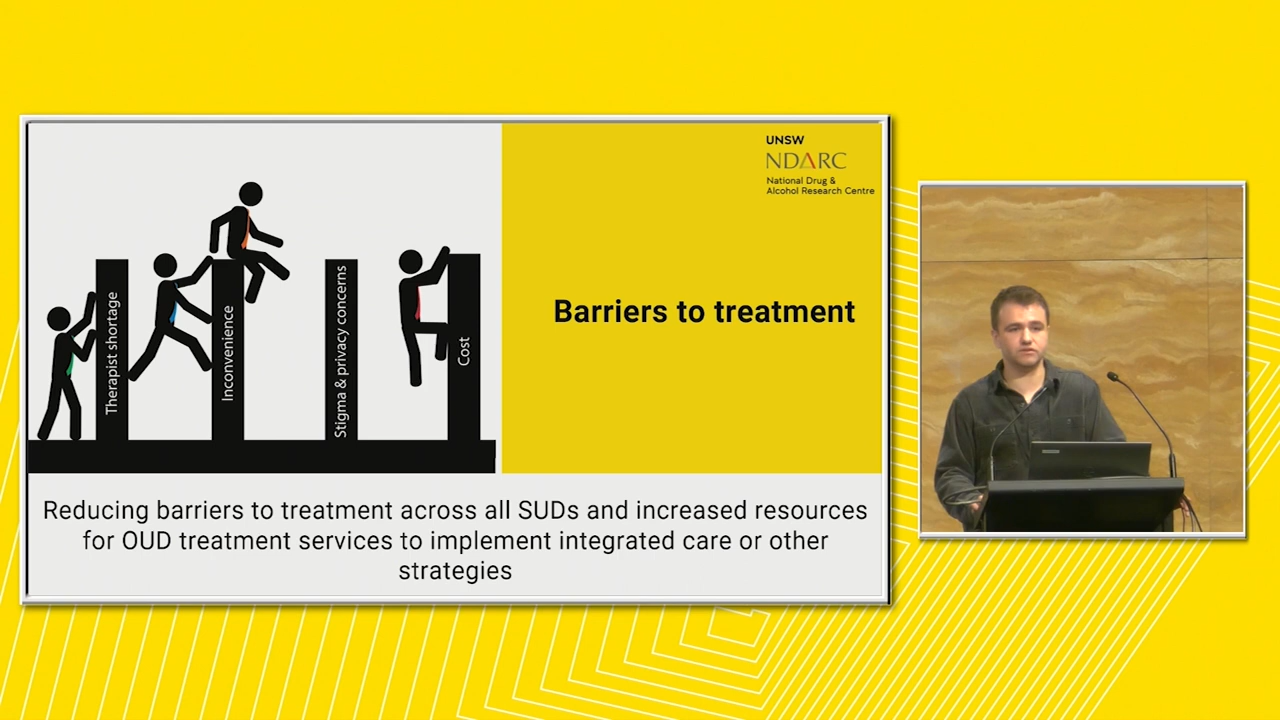 UNSW
NDARC
National Drug &
Alcohol Research Centre
Therapist shortage
Inconvenience
Stigma & privacy concerns
Cost
Barriers to treatment
Reducing barriers to treatment across all SUDs and increased resources
for OUD treatment services to implement integrated care or other
strategies